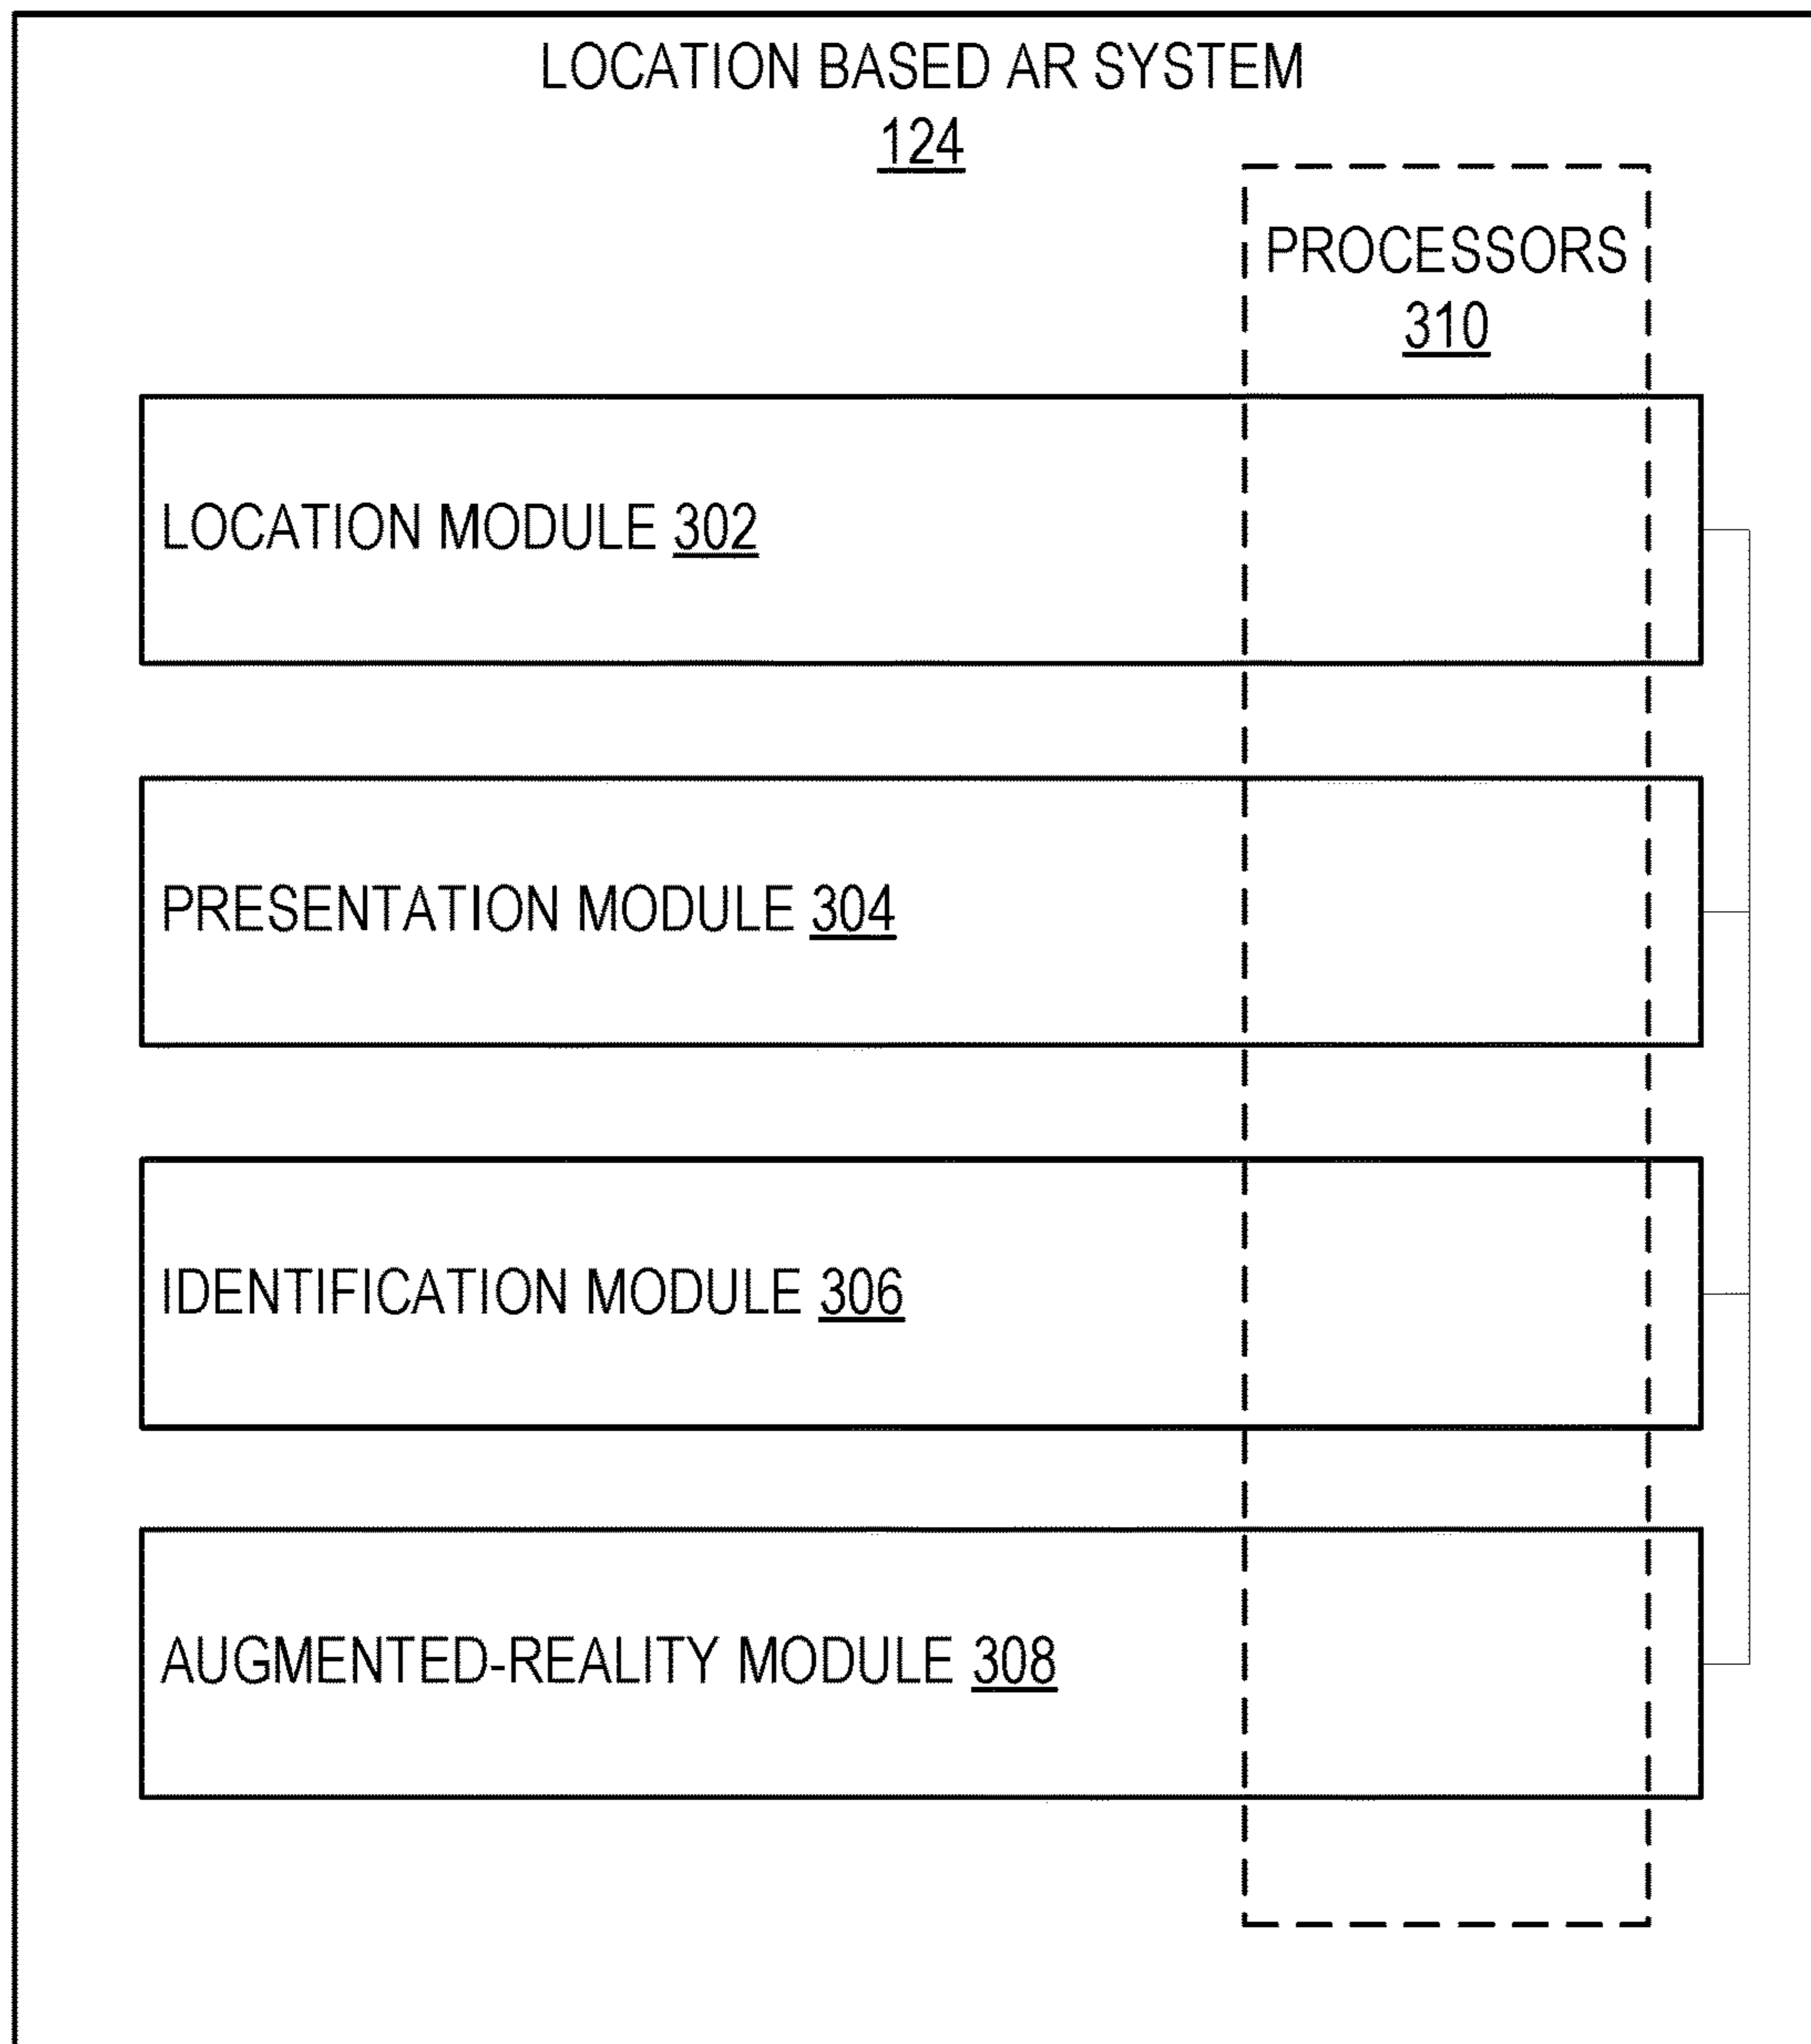 LOCATION BASED AR SYSTEM
124
PROCESSORS
310
LOCATION MODULE 302
PRESENTATION MODULE 304
IDENTIFICATION MODULE 306
AUGMENTED-REALITY MODULE 308